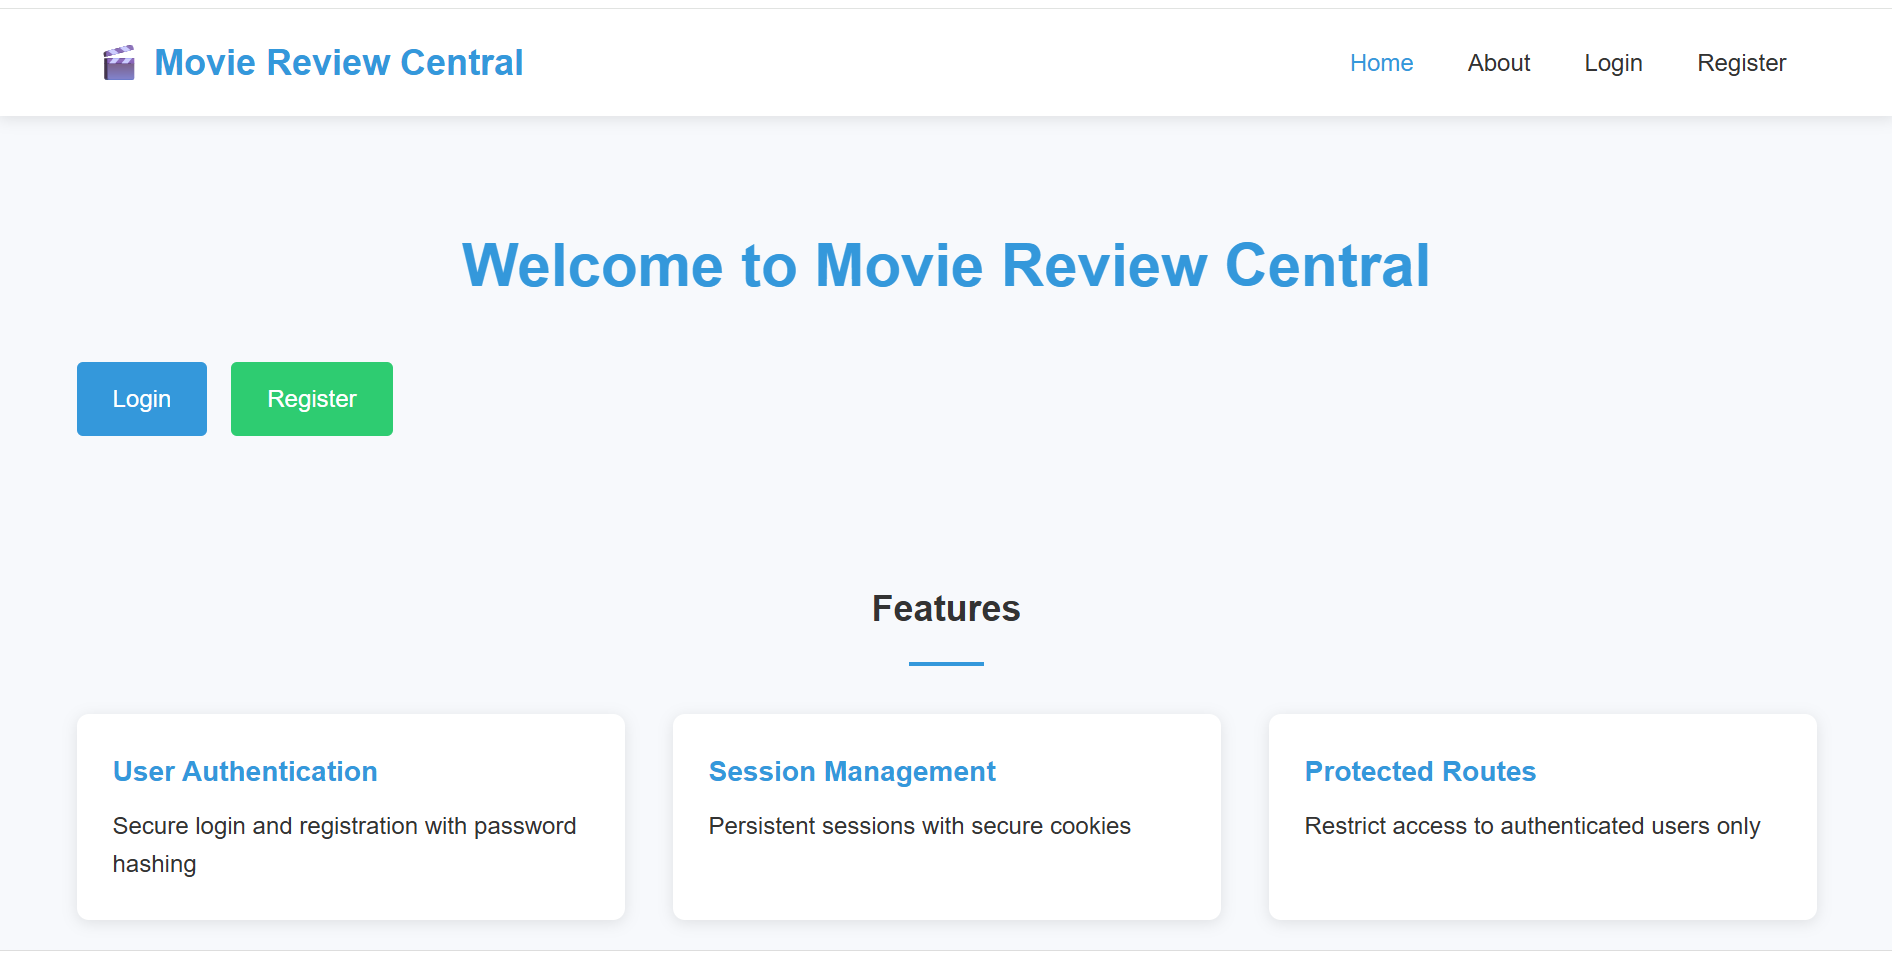 Movie Review Central
Home About Login Register
Welcome to Movie Review Central
Login Register
Features
User Authentication
Secure login and registration with password
hashing
Session Management
Persistent sessions with secure cookies
Protected Routes
Restrict access to authenticated users only